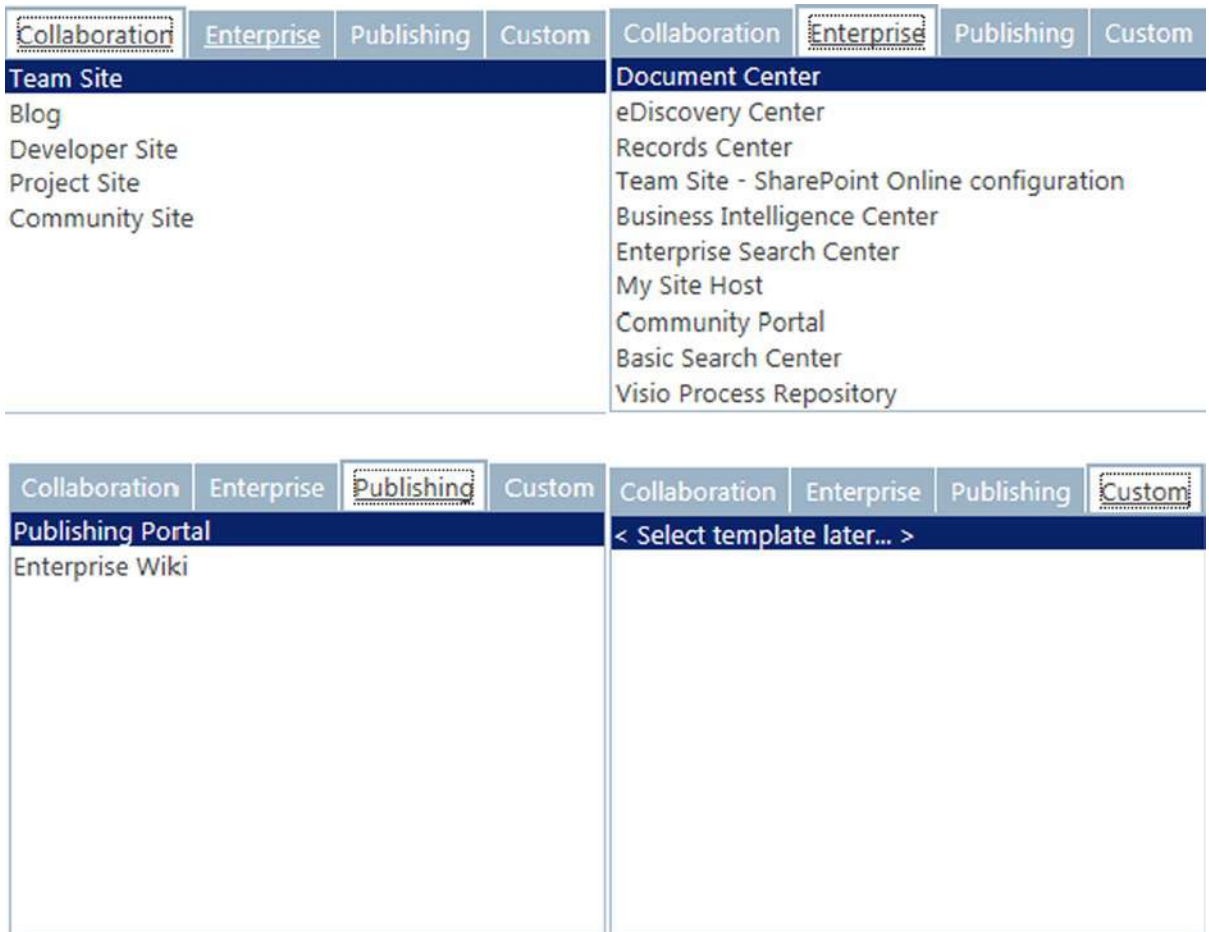 Collaboration Enterprise Publishing Custom
Team Site
Blog
Developer Site
Project Site
Community Site
Collaboration Enterprise Publishing Custom
Document Center
eDiscovery Center
Records Center
Team Site - SharePoint Online configuration
Business Intelligence Center
Enterprise Search Center
My Site Host
Community Portal
Basic Search Center
Visio Process Repository
Collaboration Enterprise Publishing Custom
Publishing Portal
Enterprise Wiki
Collaboration Enterprise Publishing Custom
< Select template later... >